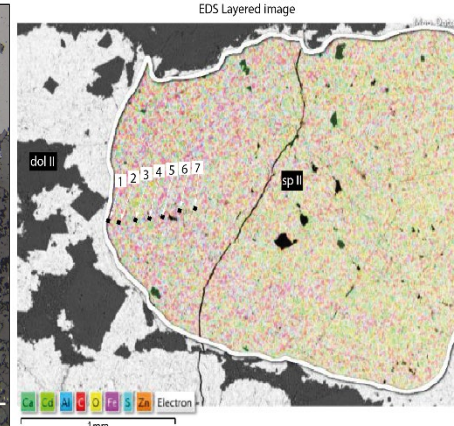 EDS Layered image
dol II
1 2 3 4 5 6 7
sp II
Ca Cd Al C O Fe S Zn Electron
1mm